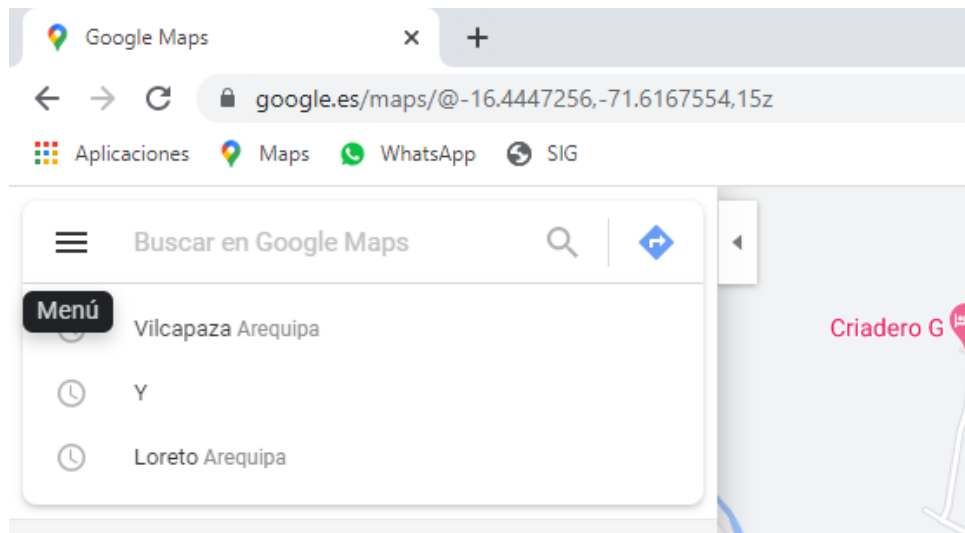 Google Maps
google.es/maps/@-16.4447256,-71.6167554,15z
Aplicaciones Maps WhatsApp SIG
Buscar en Google Maps
Menú
Vilcapaza Arequipa
Criadero G
Y
Loreto Arequipa